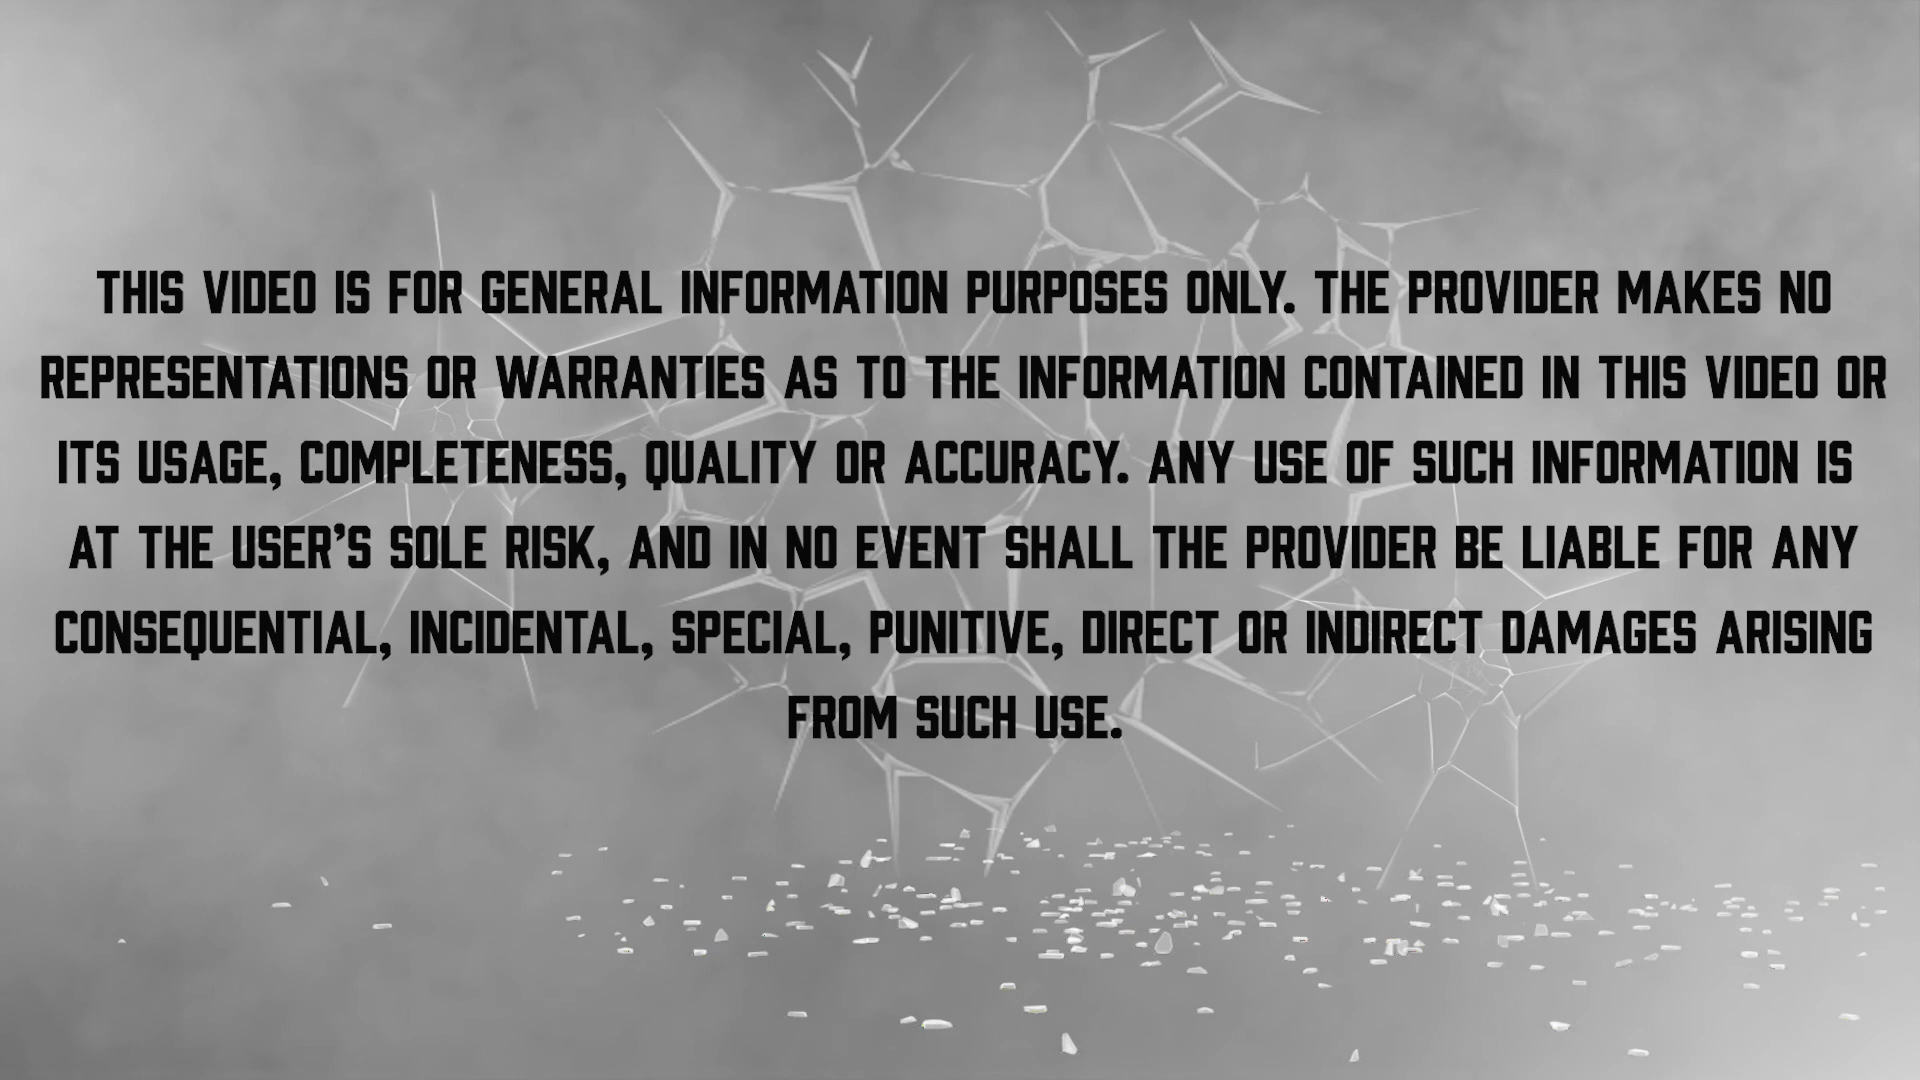 THIS VIDEO IS FOR GENERAL INFORMATION PURPOSES ONLY. THE PROVIDER MAKES NO
REPRESENTATIONS OR WARRANTIES AS TO THE INFORMATION CONTAINED IN THIS VIDEO OR
ITS USAGE, COMPLETENESS, QUALITY OR ACCURACY. ANY USE OF SUCH INFORMATION IS
AT THE USER'S SOLE RISK, AND IN NO EVENT SHALL THE PROVIDER BE LIABLE FOR ANY
CONSEQUENTIAL, INCIDENTAL, SPECIAL, PUNITIVE, DIRECT OR INDIRECT DAMAGES ARISING
FROM SUCH USE.